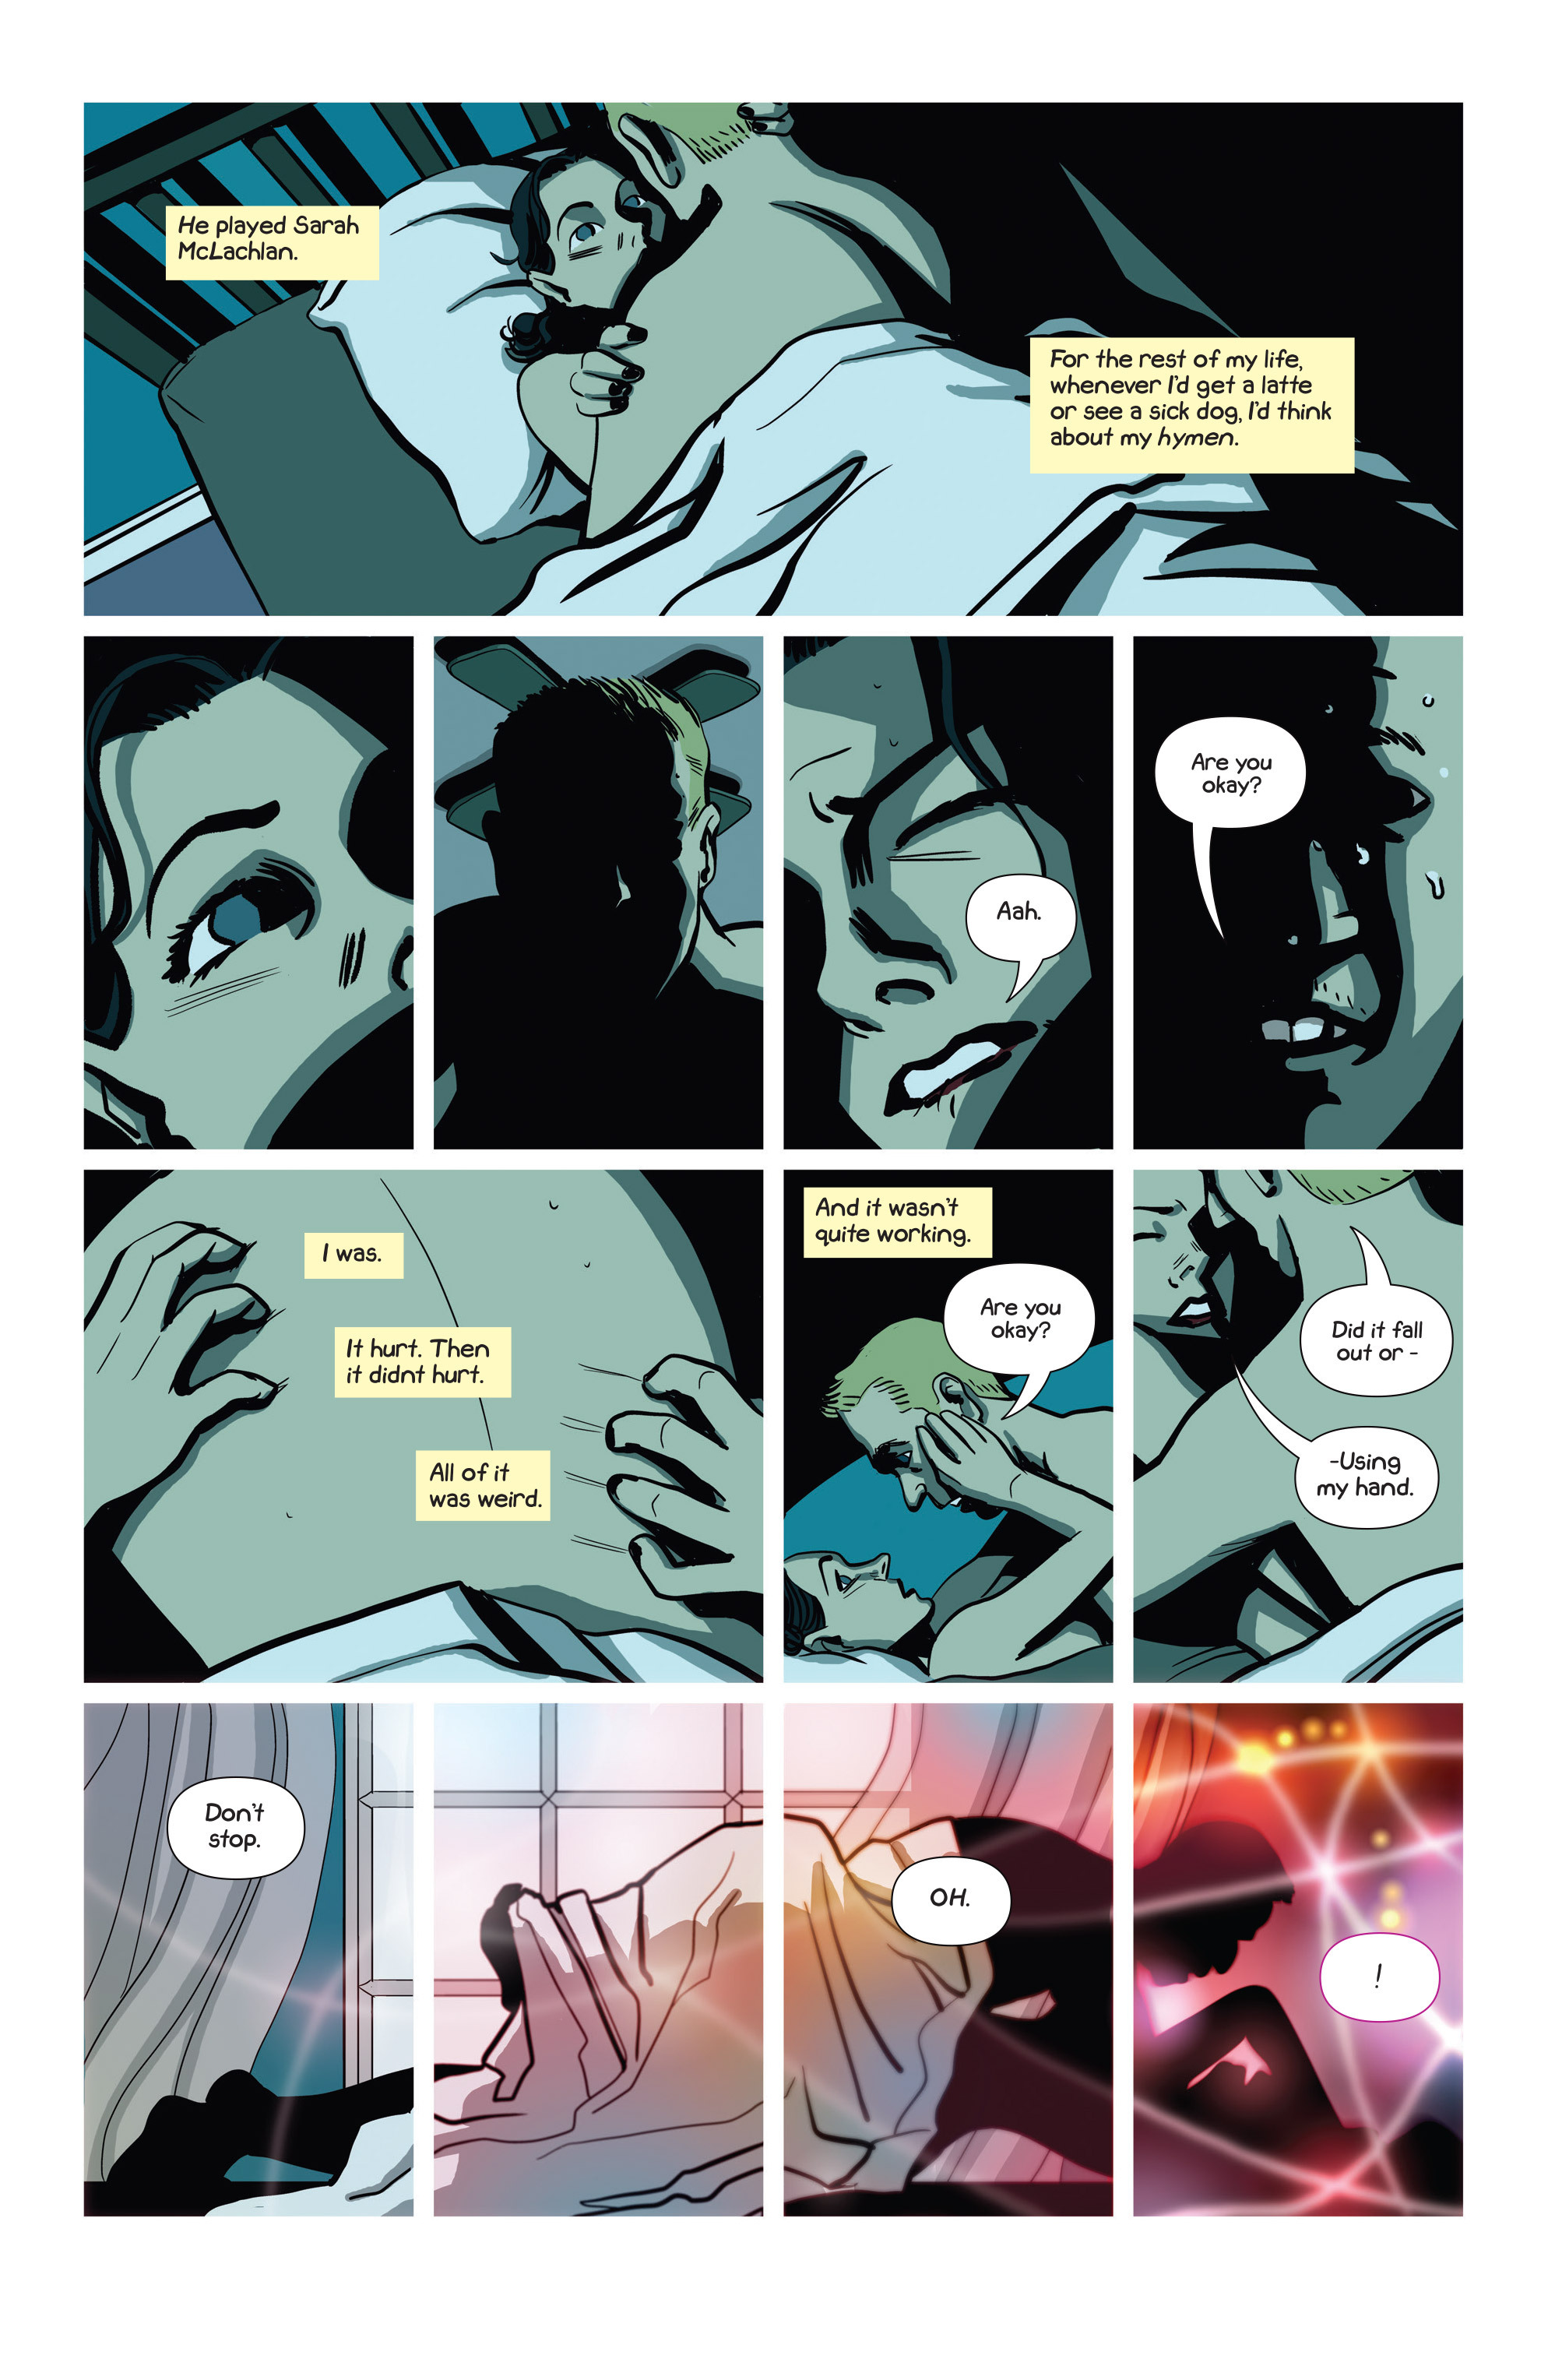 He played Sarah
McLachlan.
For the rest of my life,
whenever I'd get a latte
or see a sick dog, I'd think
about my hymen.
Aah.
Are you
okay?
I was.
It hurt. Then
it didnt hurt.
All of it
was weird.
And it wasn't
quite working.
Are you
okay?
Did it fall
out or -
-Using
my hand.
Don't
stop.
OH.
!